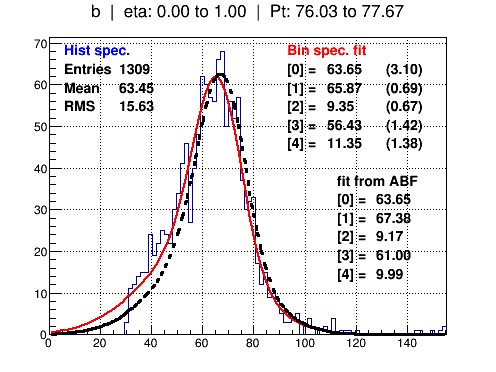 b | eta: 0.00 to 1.00 | Pt: 76.03 to 77.67
Hist spec.
Entries 1309
Mean 63.45
RMS 15.63
Bin spec. fit
[0] = 63.65 (3.10)
[1] = 65.87 (0.69)
[2] = 9.35 (0.67)
[3] = 56.43 (1.42)
[4] = 11.35 (1.38)
fit from ABF
[0] = 63.65
[1] = 67.38
[2] = 9.17
[3] = 61.00
[4] = 9.99
70
60
50
40
30
20
10
0
0 20 40 60 80 100 120 140